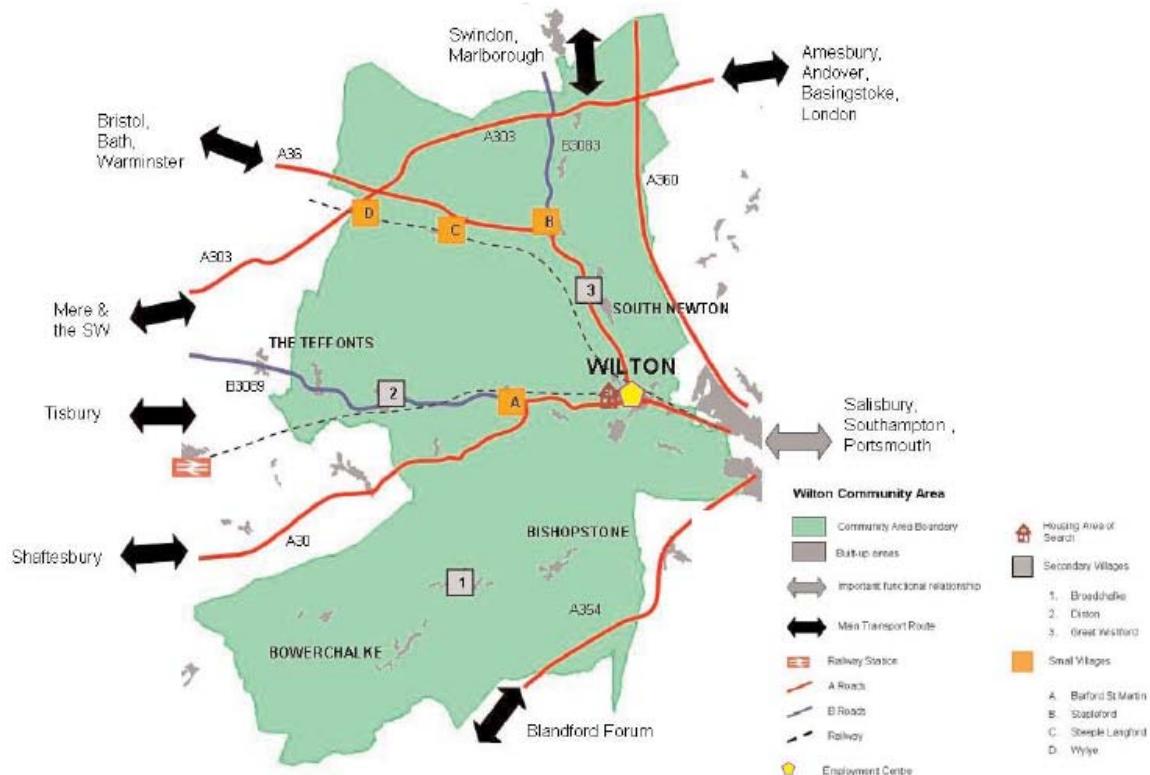 Swindon,
Marlborough
Amesbury,
Andover,
Basingstoke,
London
Bristol,
Bath,
Warminster
A36
A303
B3083
A360
D
C
B
A303
3
SOUTH NEWTON
Mere &
the SW
THE TEFFONTS
WILTON
B3089
2
A
Tisbury
Salisbury,
Southampton ,
Portsmouth
Shaftesbury
A30
BISHOPSTONE
1
A354
BOWERCHALKE
Blandford Forum
Wilton Community Area
Community Area Boundary
Built-up areas
Important functional relationship
Main Transport Route
Railway Station
A Roads
B Roads
Railway
Employment Centre
Housing Area of
Search
Secondary Villages
1. Broadchalke
2. Dinton
3. Great Wishford
Small Villages
A. Barford St Martin
B. Stapleford
C. Steeple Langford
D. Wylye